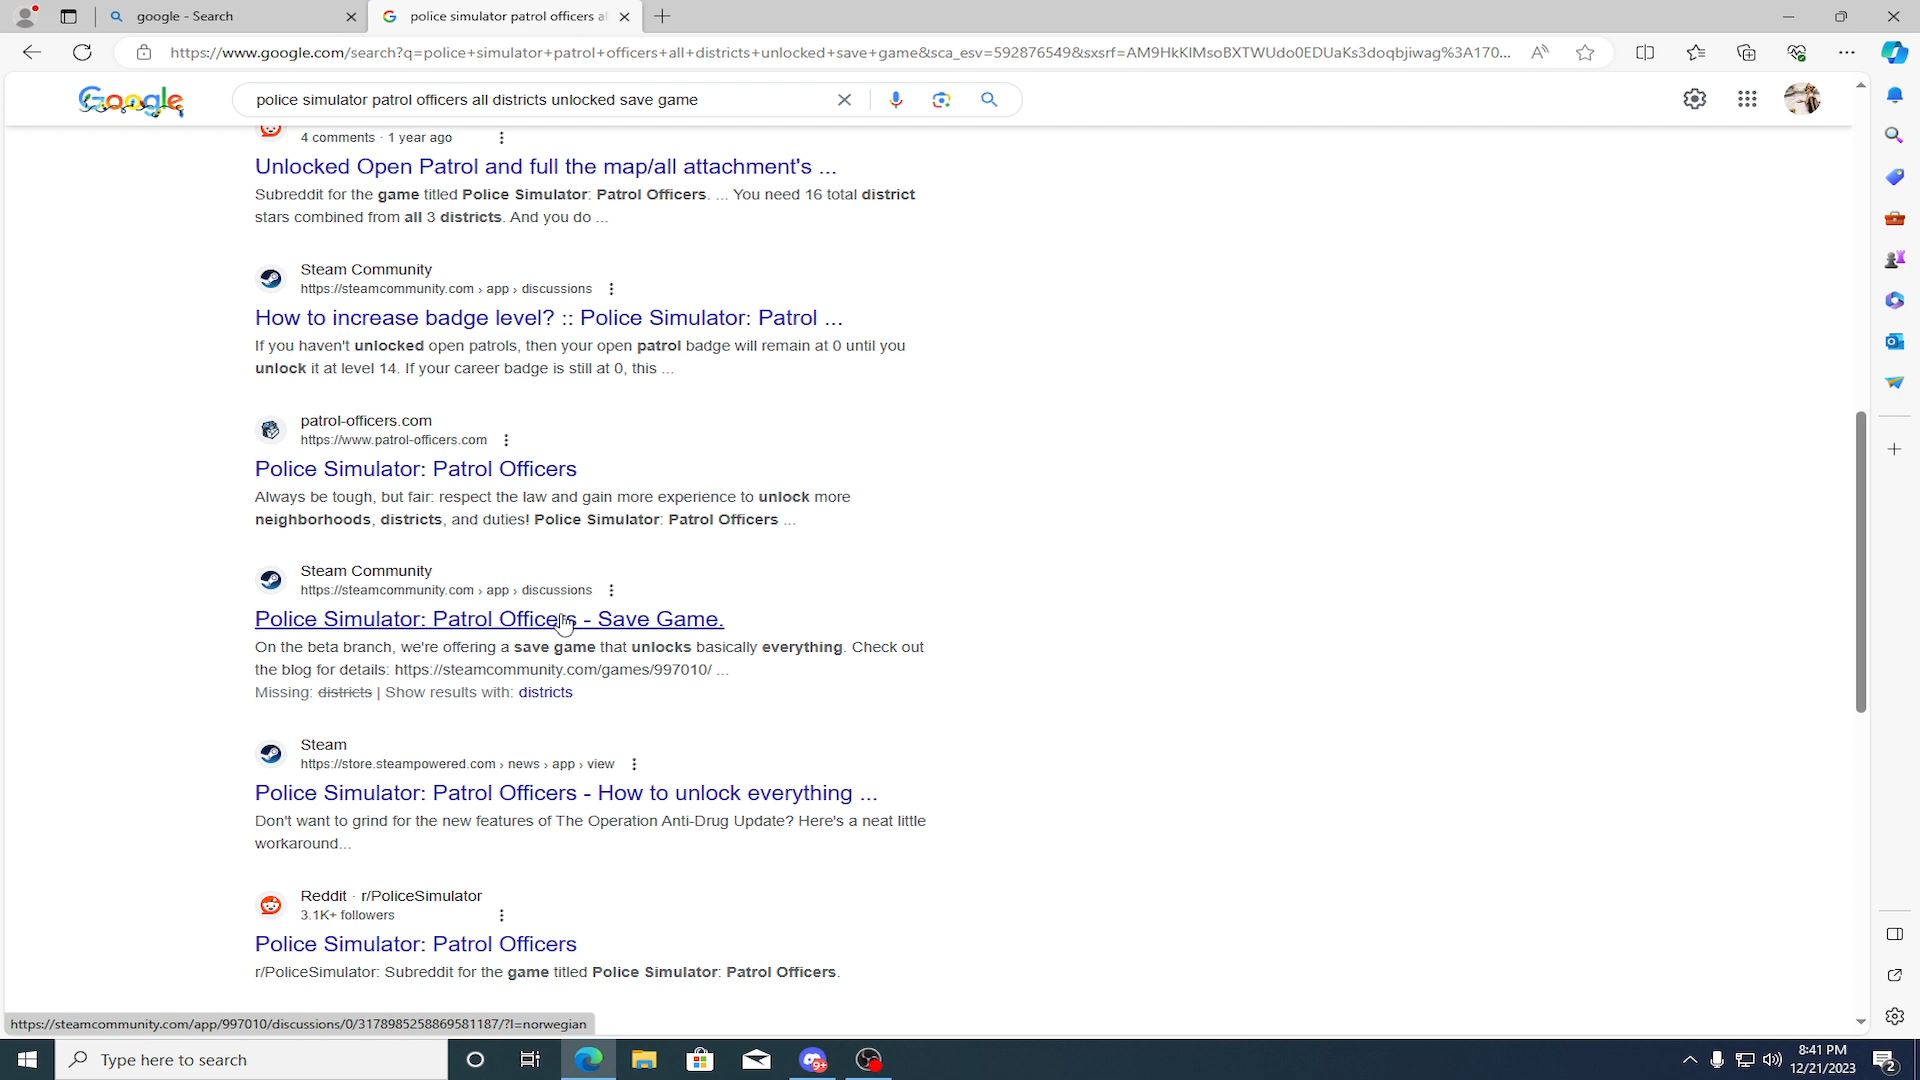 google - Search
police simulator patrol officers al
https://www.google.com/search?q=police+simulator+patrol+officers+all+districts+unlocked+save+game&sca_esv=592876549&sxsrf=AM9HkKlMsoBXTWUdo0EDUaKs3doqbjiwag%3A170...
Google
police simulator patrol officers all districts unlocked save game
4 comments · 1 year ago
Unlocked Open Patrol and full the map/all attachment's ...
Subreddit for the game titled Police Simulator: Patrol Officers. ... You need 16 total district
stars combined from all 3 districts. And you do ...
Steam Community
https://steamcommunity.com › app › discussions
How to increase badge level? :: Police Simulator: Patrol ...
If you haven't unlocked open patrols, then your open patrol badge will remain at 0 until you
unlock it at level 14. If your career badge is still at 0, this ...
patrol-officers.com
https://www.patrol-officers.com
Police Simulator: Patrol Officers
Always be tough, but fair: respect the law and gain more experience to unlock more
neighborhoods, districts, and duties! Police Simulator: Patrol Officers ...
Steam Community
https://steamcommunity.com › app › discussions
Police Simulator: Patrol Officers - Save Game.
On the beta branch, we're offering a save game that unlocks basically everything. Check out
the blog for details: https://steamcommunity.com/games/997010/ ...
Missing: districts | Show results with: districts
Steam
https://store.steampowered.com › news › app › view
Police Simulator: Patrol Officers - How to unlock everything ...
Don't want to grind for the new features of The Operation Anti-Drug Update? Here's a neat little
workaround...
Reddit · r/PoliceSimulator
3.1K+ followers
Police Simulator: Patrol Officers
r/PoliceSimulator: Subreddit for the game titled Police Simulator: Patrol Officers.
https://steamcommunity.com/app/997010/discussions/0/3178985258869581187/?l=norwegian
Type here to search
9+
8:41 PM
12/21/2023
2